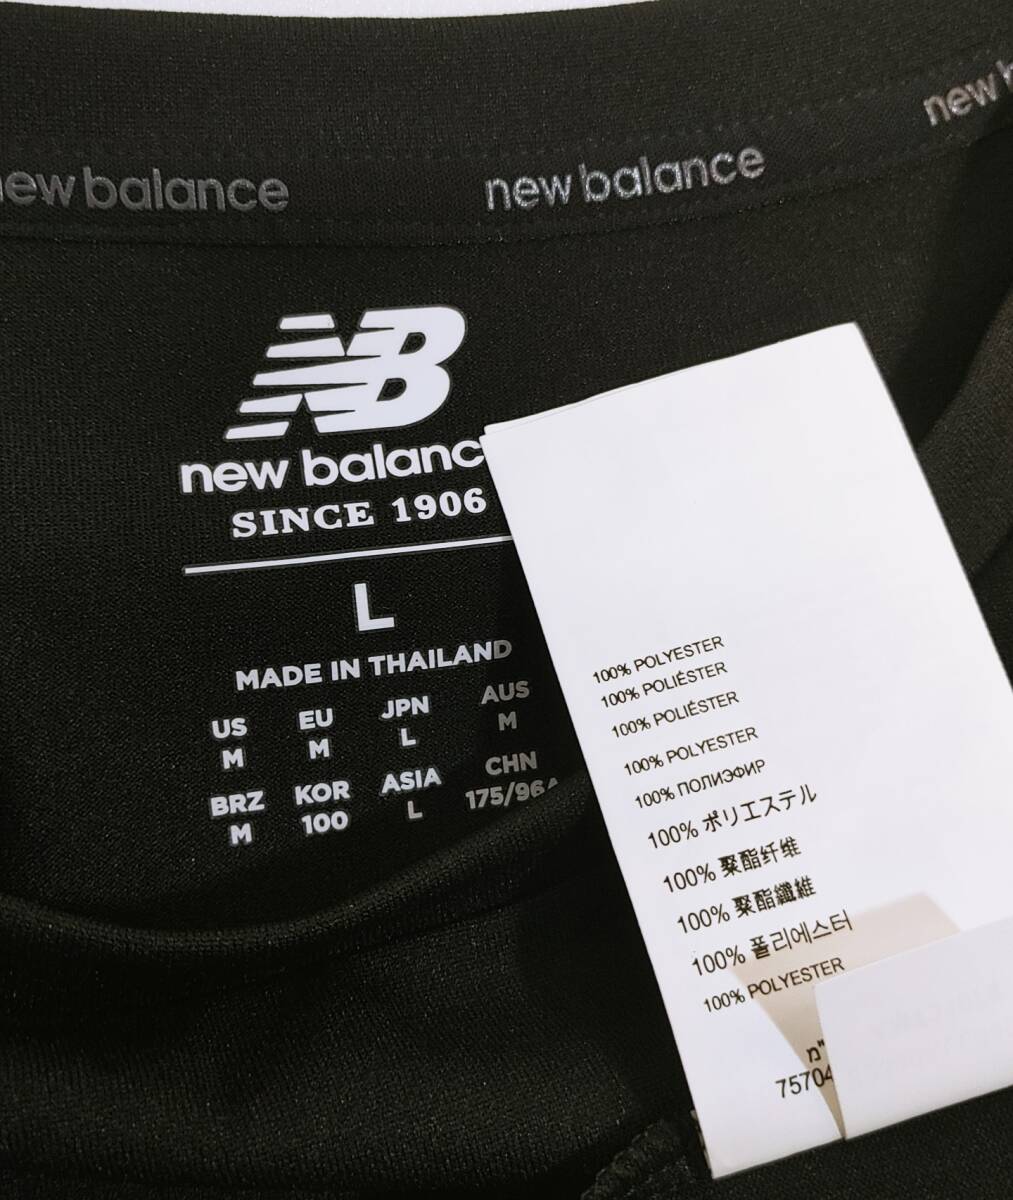 new balance
new balance
new
NB
new balanc
SINCE 1906
L
MADE IN THAILAND
US EU JPN AUS
M M L M
BRZ KOR ASIA CHN
M 100 L 175/96A
100% POLYESTER
100% POLIÉSTER
100% POLIÉSTER
100% POLYESTER
100% ПОЛИЭФИР
100% ポリエステル
100% 聚酯纤维
100% 聚酯纖維
100% 폴리에스터
100% POLYESTER
מ"
75704